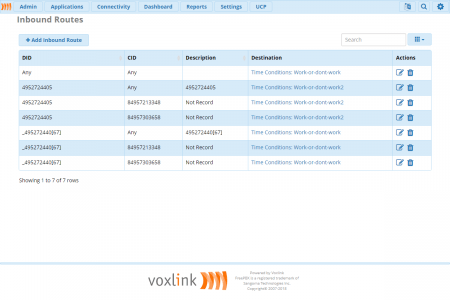 voxlink Admin Applications Connectivity Dashboard Reports Settings UCP
Inbound Routes
+ Add Inbound Route Search
DID CID Description Destination Actions
Any Any Time Conditions: Work-or-dont-work
4952724405 Any 4952724405 Time Conditions: Work-or-dont-work2
4952724405 84957213348 Not Record Time Conditions: Work-or-dont-work2
4952724405 84957303658 Not Record Time Conditions: Work-or-dont-work2
_495272440[67] Any 495272440[67] Time Conditions: Work-or-dont-work
_495272440[67] 84957213348 Not Record Time Conditions: Work-or-dont-work
_495272440[67] 84957303658 Not Record Time Conditions: Work-or-dont-work
Showing 1 to 7 of 7 rows
voxlink
Powered by Voxlink
FreePBX is a registered trademark of
Sangoma Technologies Inc.
Copyright© 2007-2018